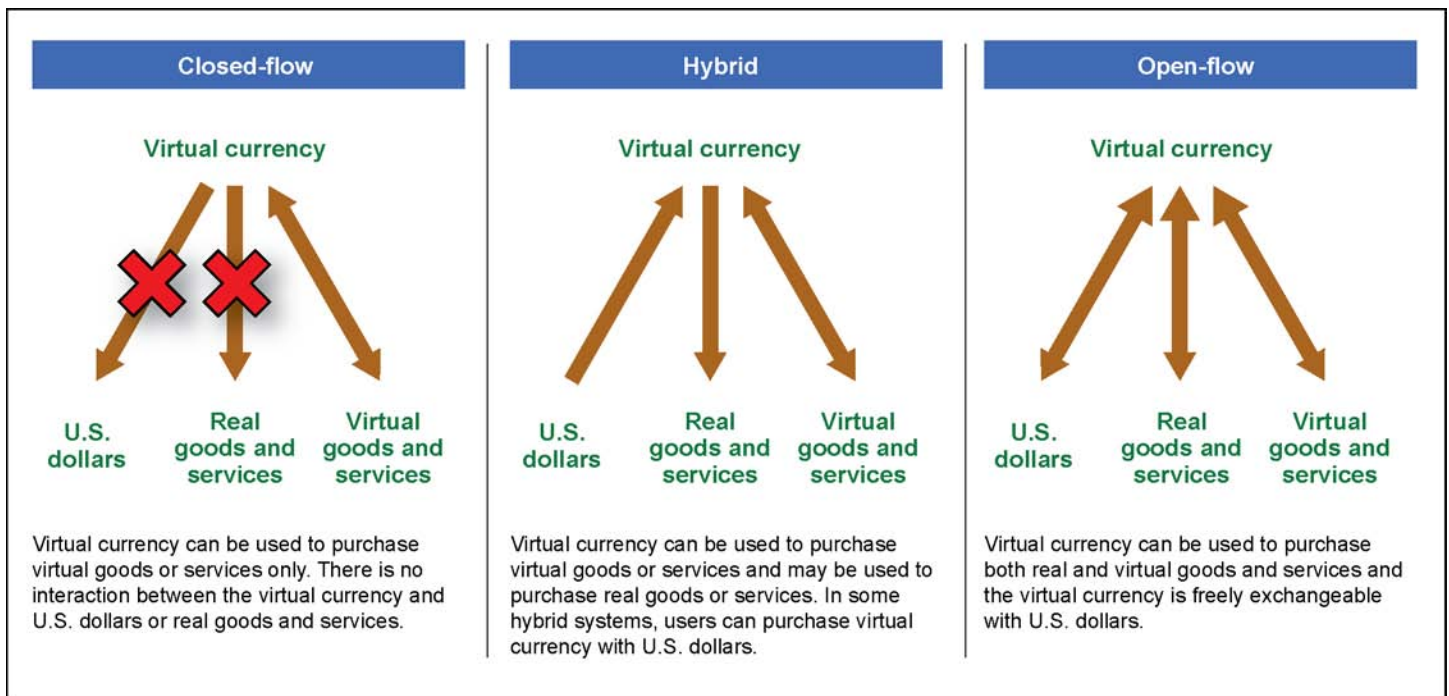 Closed-flow
Virtual currency
U.S.
dollars
Real
goods and
services
Virtual
goods and
services
Virtual currency can be used to purchase
virtual goods or services only. There is no
interaction between the virtual currency and
U.S. dollars or real goods and services.
Hybrid
Virtual currency
U.S.
dollars
Real
goods and
services
Virtual
goods and
services
Virtual currency can be used to purchase
virtual goods or services and may be used to
purchase real goods or services. In some
hybrid systems, users can purchase virtual
currency with U.S. dollars.
Open-flow
Virtual currency
U.S.
dollars
Real
goods and
services
Virtual
goods and
services
Virtual currency can be used to purchase
both real and virtual goods and services and
the virtual currency is freely exchangeable
with U.S. dollars.